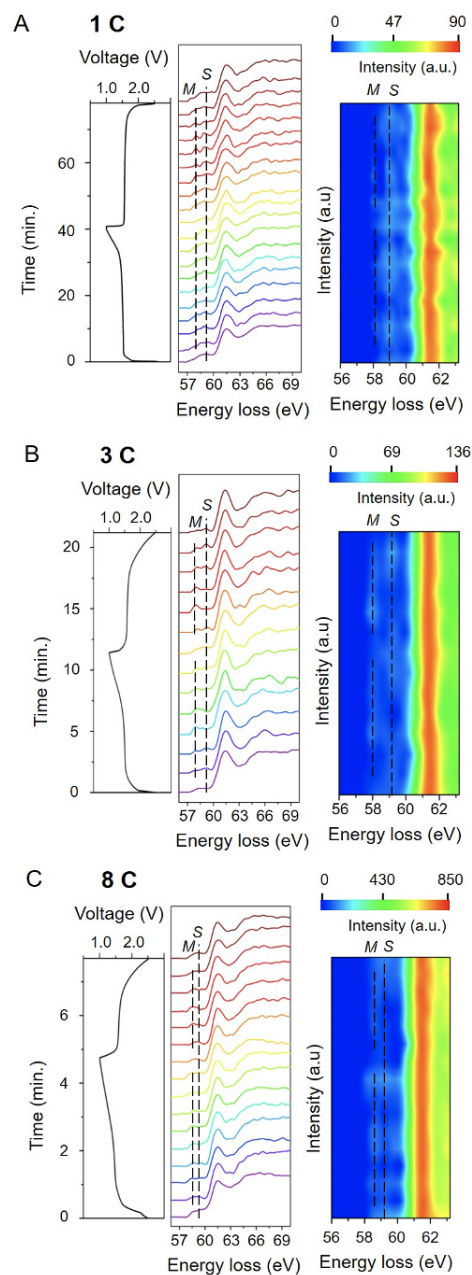 A
1 C
Voltage (V)
1.0 2.0
Time (min.)
60
40
20
0
M S
57 60 63 66 69
Energy loss (eV)
0 47 90
Intensity (a.u.)
M S
Intensity (a.u)
56 58 60 62
Energy loss (eV)
B
3 C
Voltage (V)
1.0 2.0
Time (min.)
20
15
10
5
0
M S
57 60 63 66 69
Energy loss (eV)
0 69 136
Intensity (a.u.)
M S
Intensity (a.u)
56 58 60 62
Energy loss (eV)
C
8 C
Voltage (V)
1.0 2.0
Time (min.)
6
4
2
0
M S
57 60 63 66 69
Energy loss (eV)
0 430 850
Intensity (a.u.)
M S
Intensity (a.u)
56 58 60 62
Energy loss (eV)